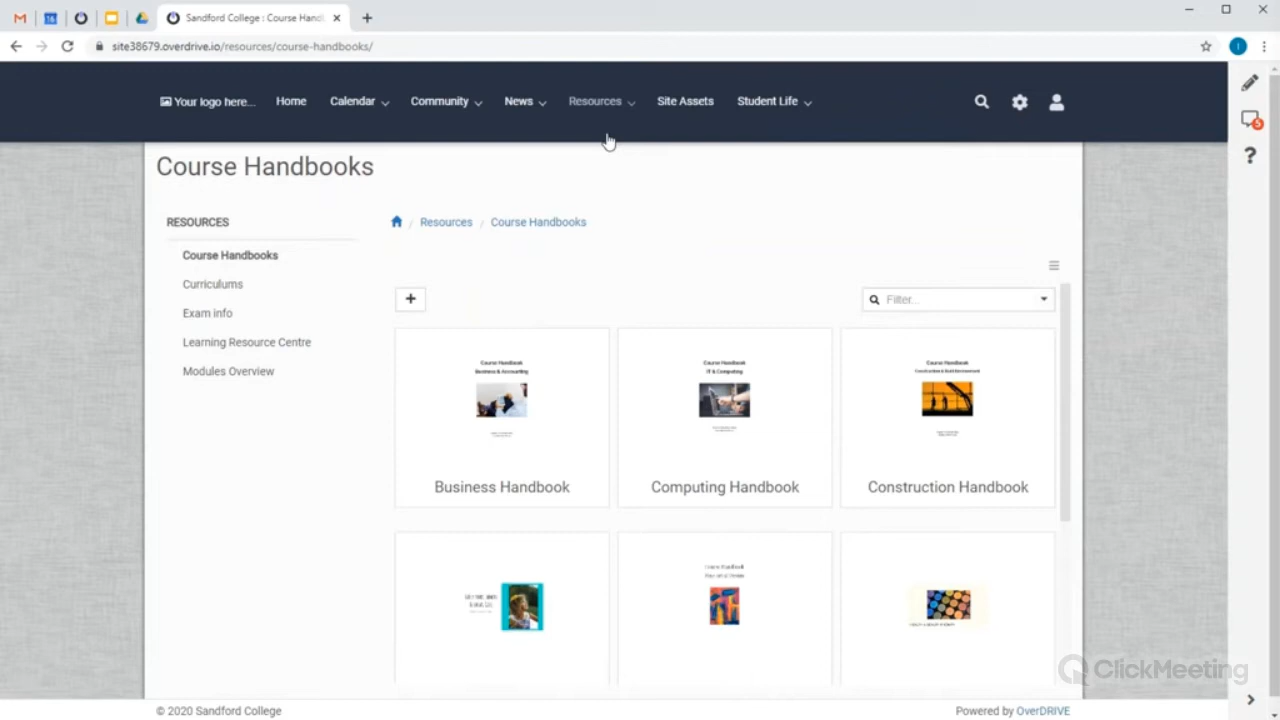 Sandford College : Course Handb
site38679.overdrive.io/resources/course-handbooks/
Your logo here...
Home
Calendar
Community
News
Resources
Site Assets
Student Life
5
Course Handbooks
RESOURCES
Course Handbooks
Curriculums
Exam info
Learning Resource Centre
Modules Overview
Resources / Course Handbooks
Filter...
Course Handbook
Business & Accounting
Business Handbook
Course Handbook
IT & Computing
Computing Handbook
Course Handbook
Construction & Built Environment
Construction Handbook
Course Handbook
ClickMeeting
© 2020 Sandford College
Powered by OverDRIVE